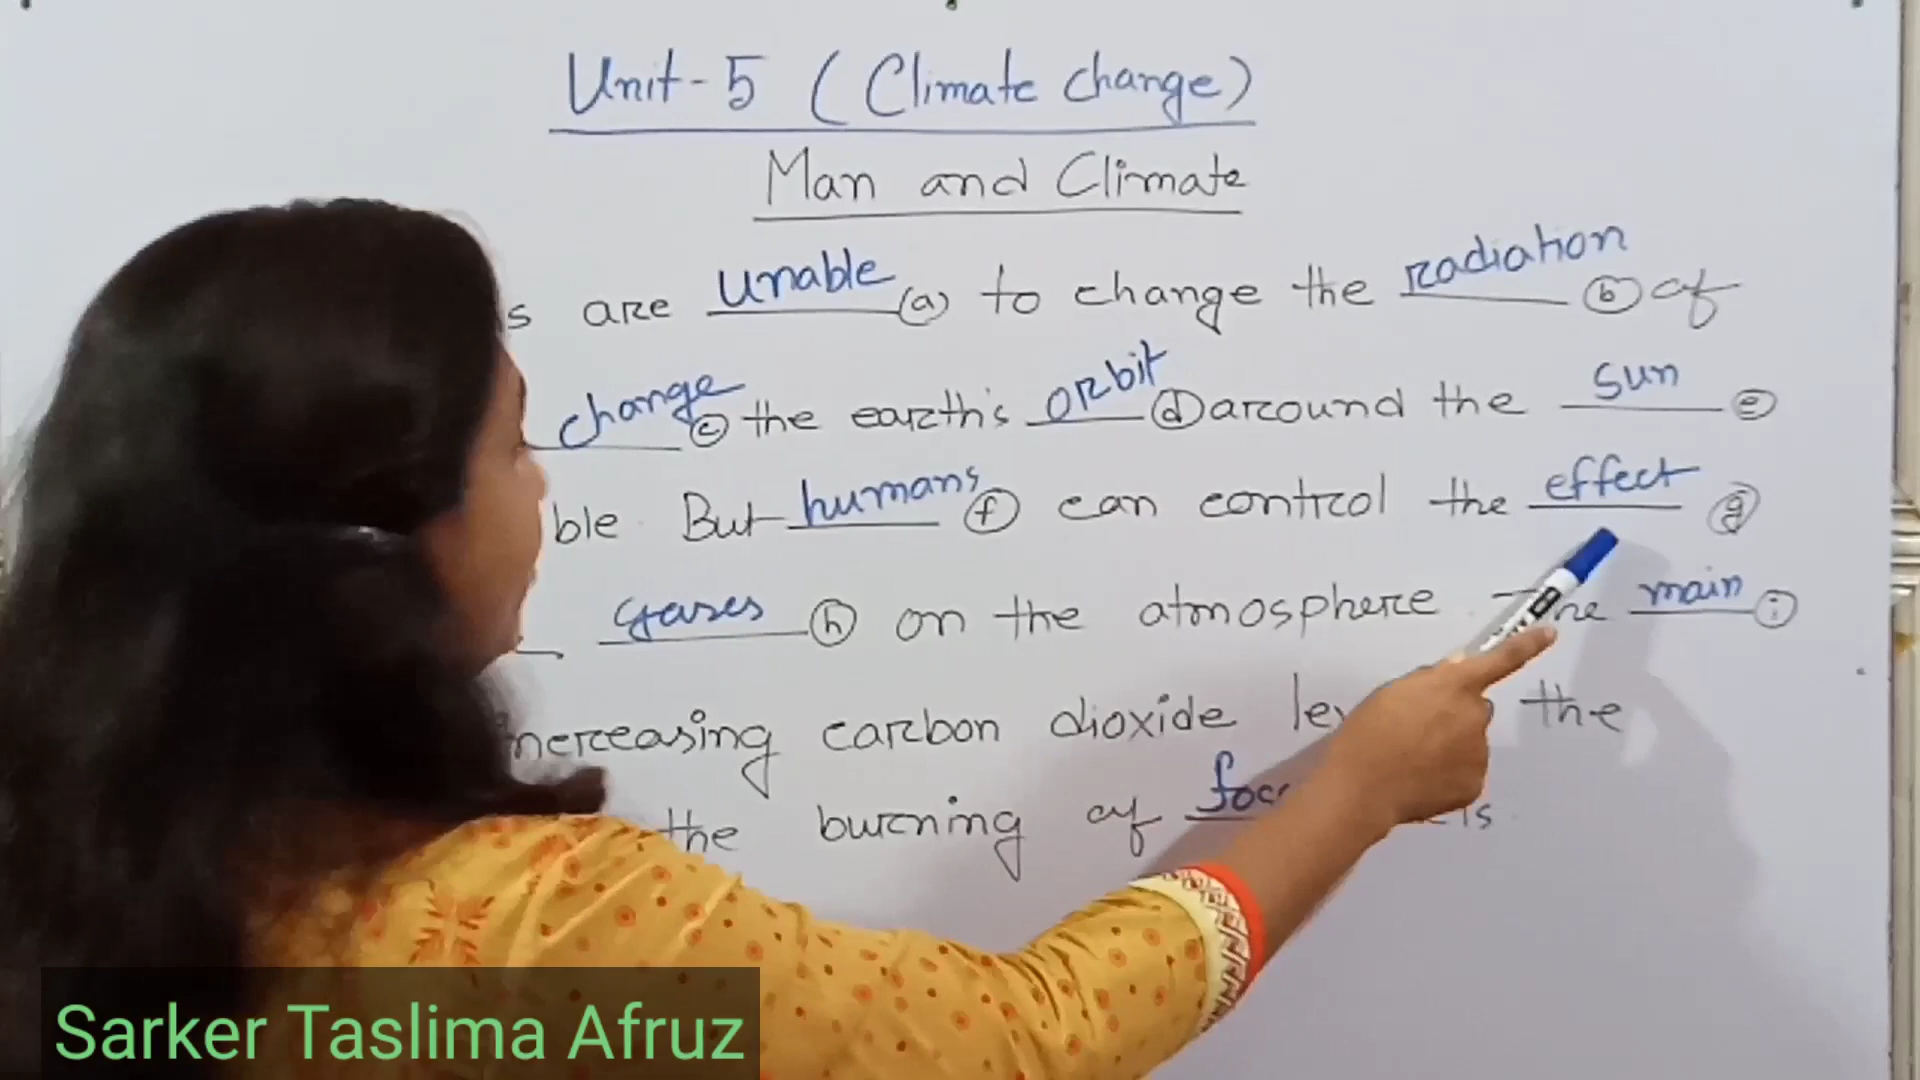 Unit-5 (Climate change)
Man and Climate
s are unable (a) to change the radiation (b) of
change (c) the earth's orbit (d) around the sun (e)
ble. But humans (f) can control the effect (g)
gases (h) on the atmosphere. The main (i)
increasing carbon dioxide the
the burning of
Sarker Taslima Afruz